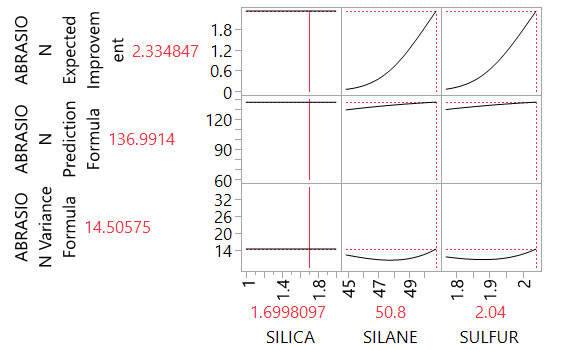 ABRASIO
N
Expected
Improvem
ent
2.334847
1.8
1.2
0.6
0
ABRASIO
N
Prediction
Formula
136.9914
120
90
60
ABRASIO
N Variance
Formula
14.50575
32
26
20
14
1
1.4
1.8
45
47
49
1.8
1.9
2
1.6998097
50.8
2.04
SILICA
SILANE
SULFUR